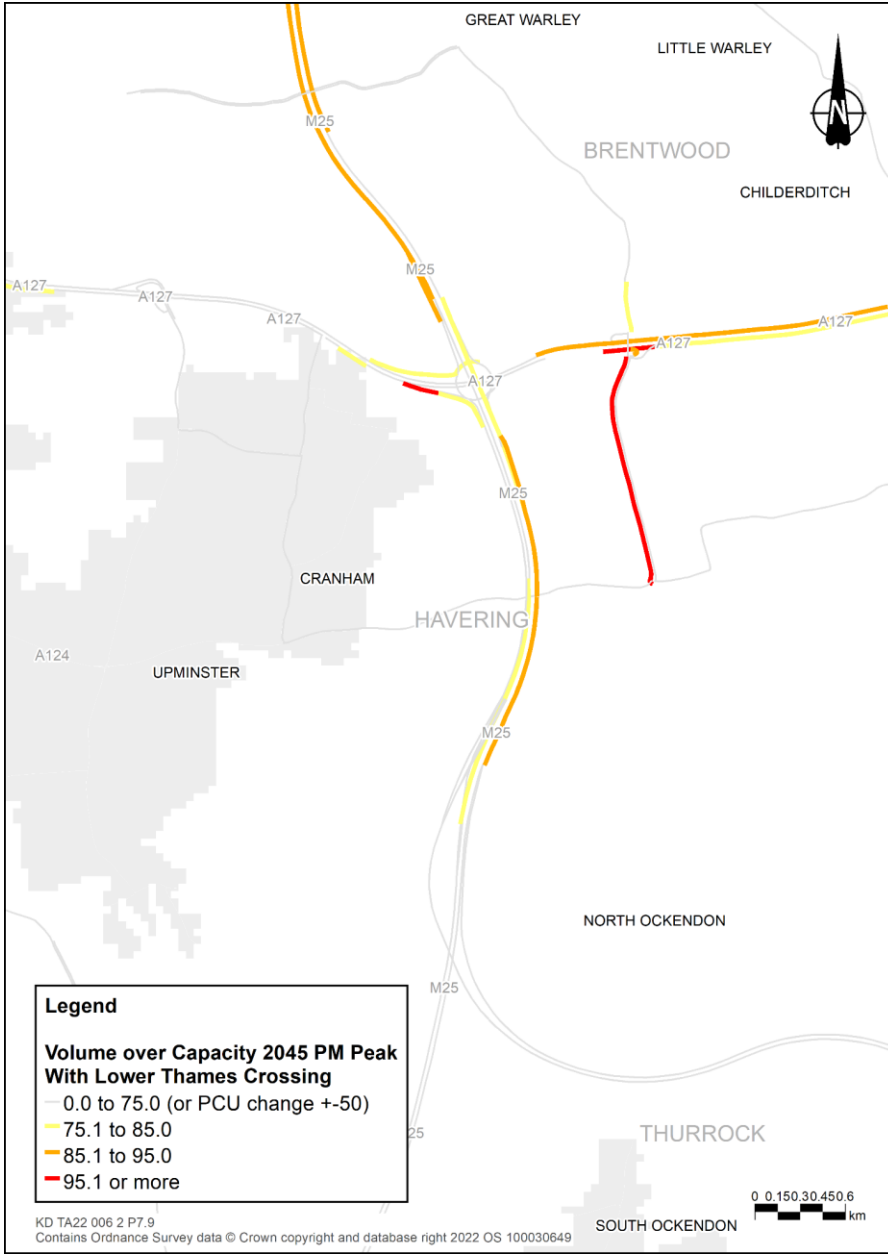 GREAT WARLEY
LITTLE WARLEY
N
M25
BRENTWOOD
CHILDERDITCH
M25
A127
A127
A127
A127
A127
A127
M25
CRANHAM
HAVERING
A124
UPMINSTER
M25
NORTH OCKENDON
M25
Legend
Volume over Capacity 2045 PM Peak
With Lower Thames Crossing
0.0 to 75.0 (or PCU change +-50)
75.1 to 85.0
85.1 to 95.0
95.1 or more
25
THURROCK
SOUTH OCKENDON
0 0.150.30.450.6
km
KD TA22 006 2 P7.9
Contains Ordnance Survey data © Crown copyright and database right 2022 OS 100030649